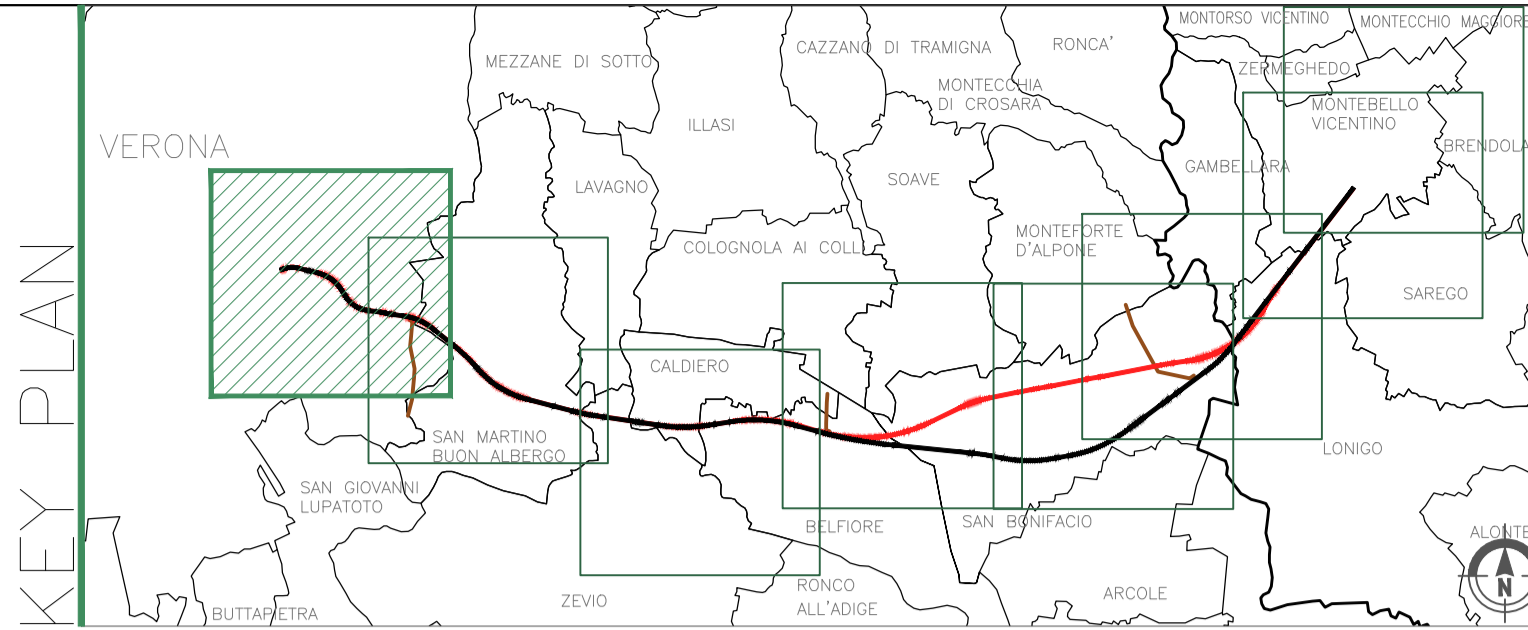 KEY PLAN
MONTORSO VICENTINO
MONTECCHIO MAGGIORE
RONCA'
CAZZANO DI TRAMIGNA
MEZZANE DI SOTTO
ZERMEGHEDO
MONTECCHIA
DI CROSARA
MONTEBELLO
VICENTINO
ILLASI
VERONA
BRENDOLA
GAMBELLARA
SOAVE
LAVAGNO
MONTEFORTE
D'ALPONE
COLOGNOLA AI COLLI
SAREGO
CALDIERO
SAN MARTINO
BUON ALBERGO
LONIGO
SAN GIOVANNI
LUPATOTO
BELFIORE
SAN BONIFACIO
ALONTE
RONCO
ALL'ADIGE
ARCOLE
ZEVIO
BUTTAPIETRA
N